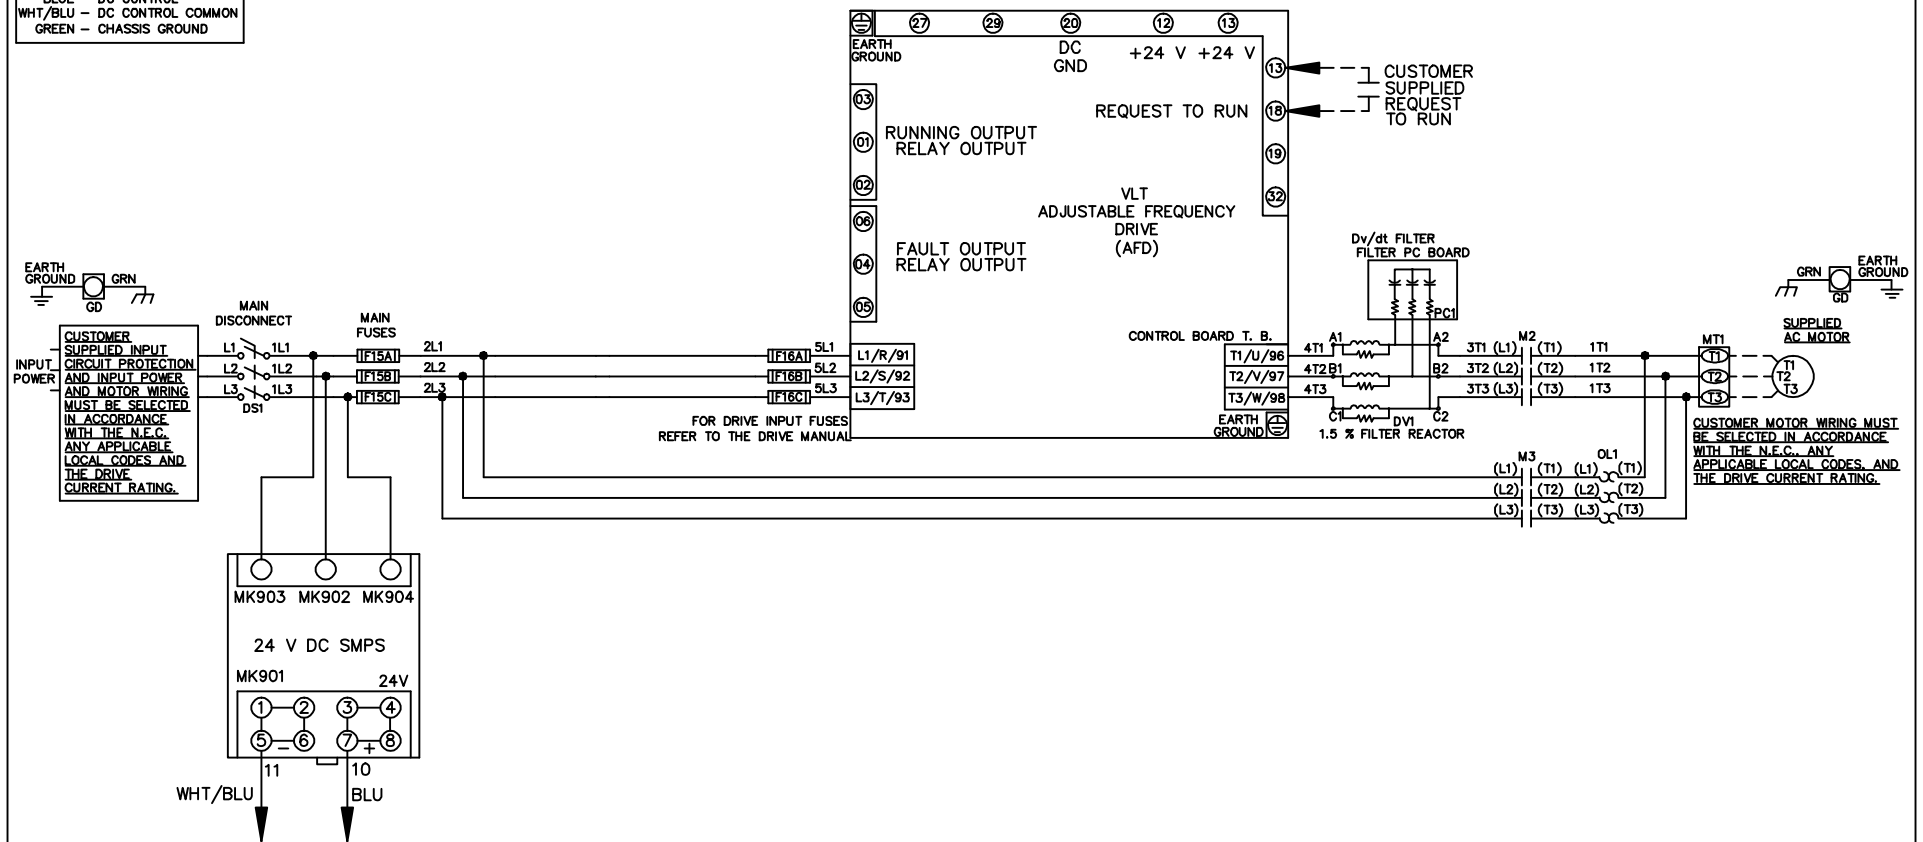 WHT/BLU – DC CONTROL COMMON
GREEN – CHASSIS GROUND
27
29
20
12
13
EARTH
GROUND
DC
GND
+24 V
+24 V
13
18
19
32
REQUEST TO RUN
CUSTOMER
SUPPLIED
REQUEST
TO RUN
03
01
02
RUNNING OUTPUT
RELAY OUTPUT
06
04
05
FAULT OUTPUT
RELAY OUTPUT
VLT
ADJUSTABLE FREQUENCY
DRIVE
(AFD)
CONTROL BOARD T. B.
EARTH
GROUND
GRN
GD
INPUT
POWER
CUSTOMER
SUPPLIED INPUT
CIRCUIT PROTECTION
AND INPUT POWER
AND MOTOR WIRING
MUST BE SELECTED
IN ACCORDANCE
WITH THE N.E.C.
ANY APPLICABLE
LOCAL CODES AND
THE DRIVE
CURRENT RATING.
MAIN
DISCONNECT
L1
1L1
L2
1L2
L3
1L3
DS1
MAIN
FUSES
F15A
2L1
F15B
2L2
F15C
2L3
F16A
5L1
F16B
5L2
F16C
5L3
L1/R/91
L2/S/92
L3/T/93
FOR DRIVE INPUT FUSES
REFER TO THE DRIVE MANUAL
T1/U/96
T2/V/97
T3/W/98
EARTH
GROUND
4T1
4T2
4T3
A1
A2
B1
B2
C1
C2
DV1
1.5 % FILTER REACTOR
Dv/dt FILTER
FILTER PC BOARD
PC1
M2
3T1 (L1) (T1) 1T1
3T2 (L2) (T2) 1T2
3T3 (L3) (T3) 1T3
M3
OL1
(L1) (T1) (L1) (T1)
(L2) (T2) (L2) (T2)
(L3) (T3) (L3) (T3)
MT1
T1
T2
T3
GRN
EARTH
GROUND
GD
SUPPLIED
AC MOTOR
T1
T2
T3
CUSTOMER MOTOR WIRING MUST
BE SELECTED IN ACCORDANCE
WITH THE N.E.C., ANY
APPLICABLE LOCAL CODES, AND
THE DRIVE CURRENT RATING.
MK903 MK902 MK904
24 V DC SMPS
MK901
24V
1 2 3 4
5 – 6 7 + 8
11
10
WHT/BLU
BLU